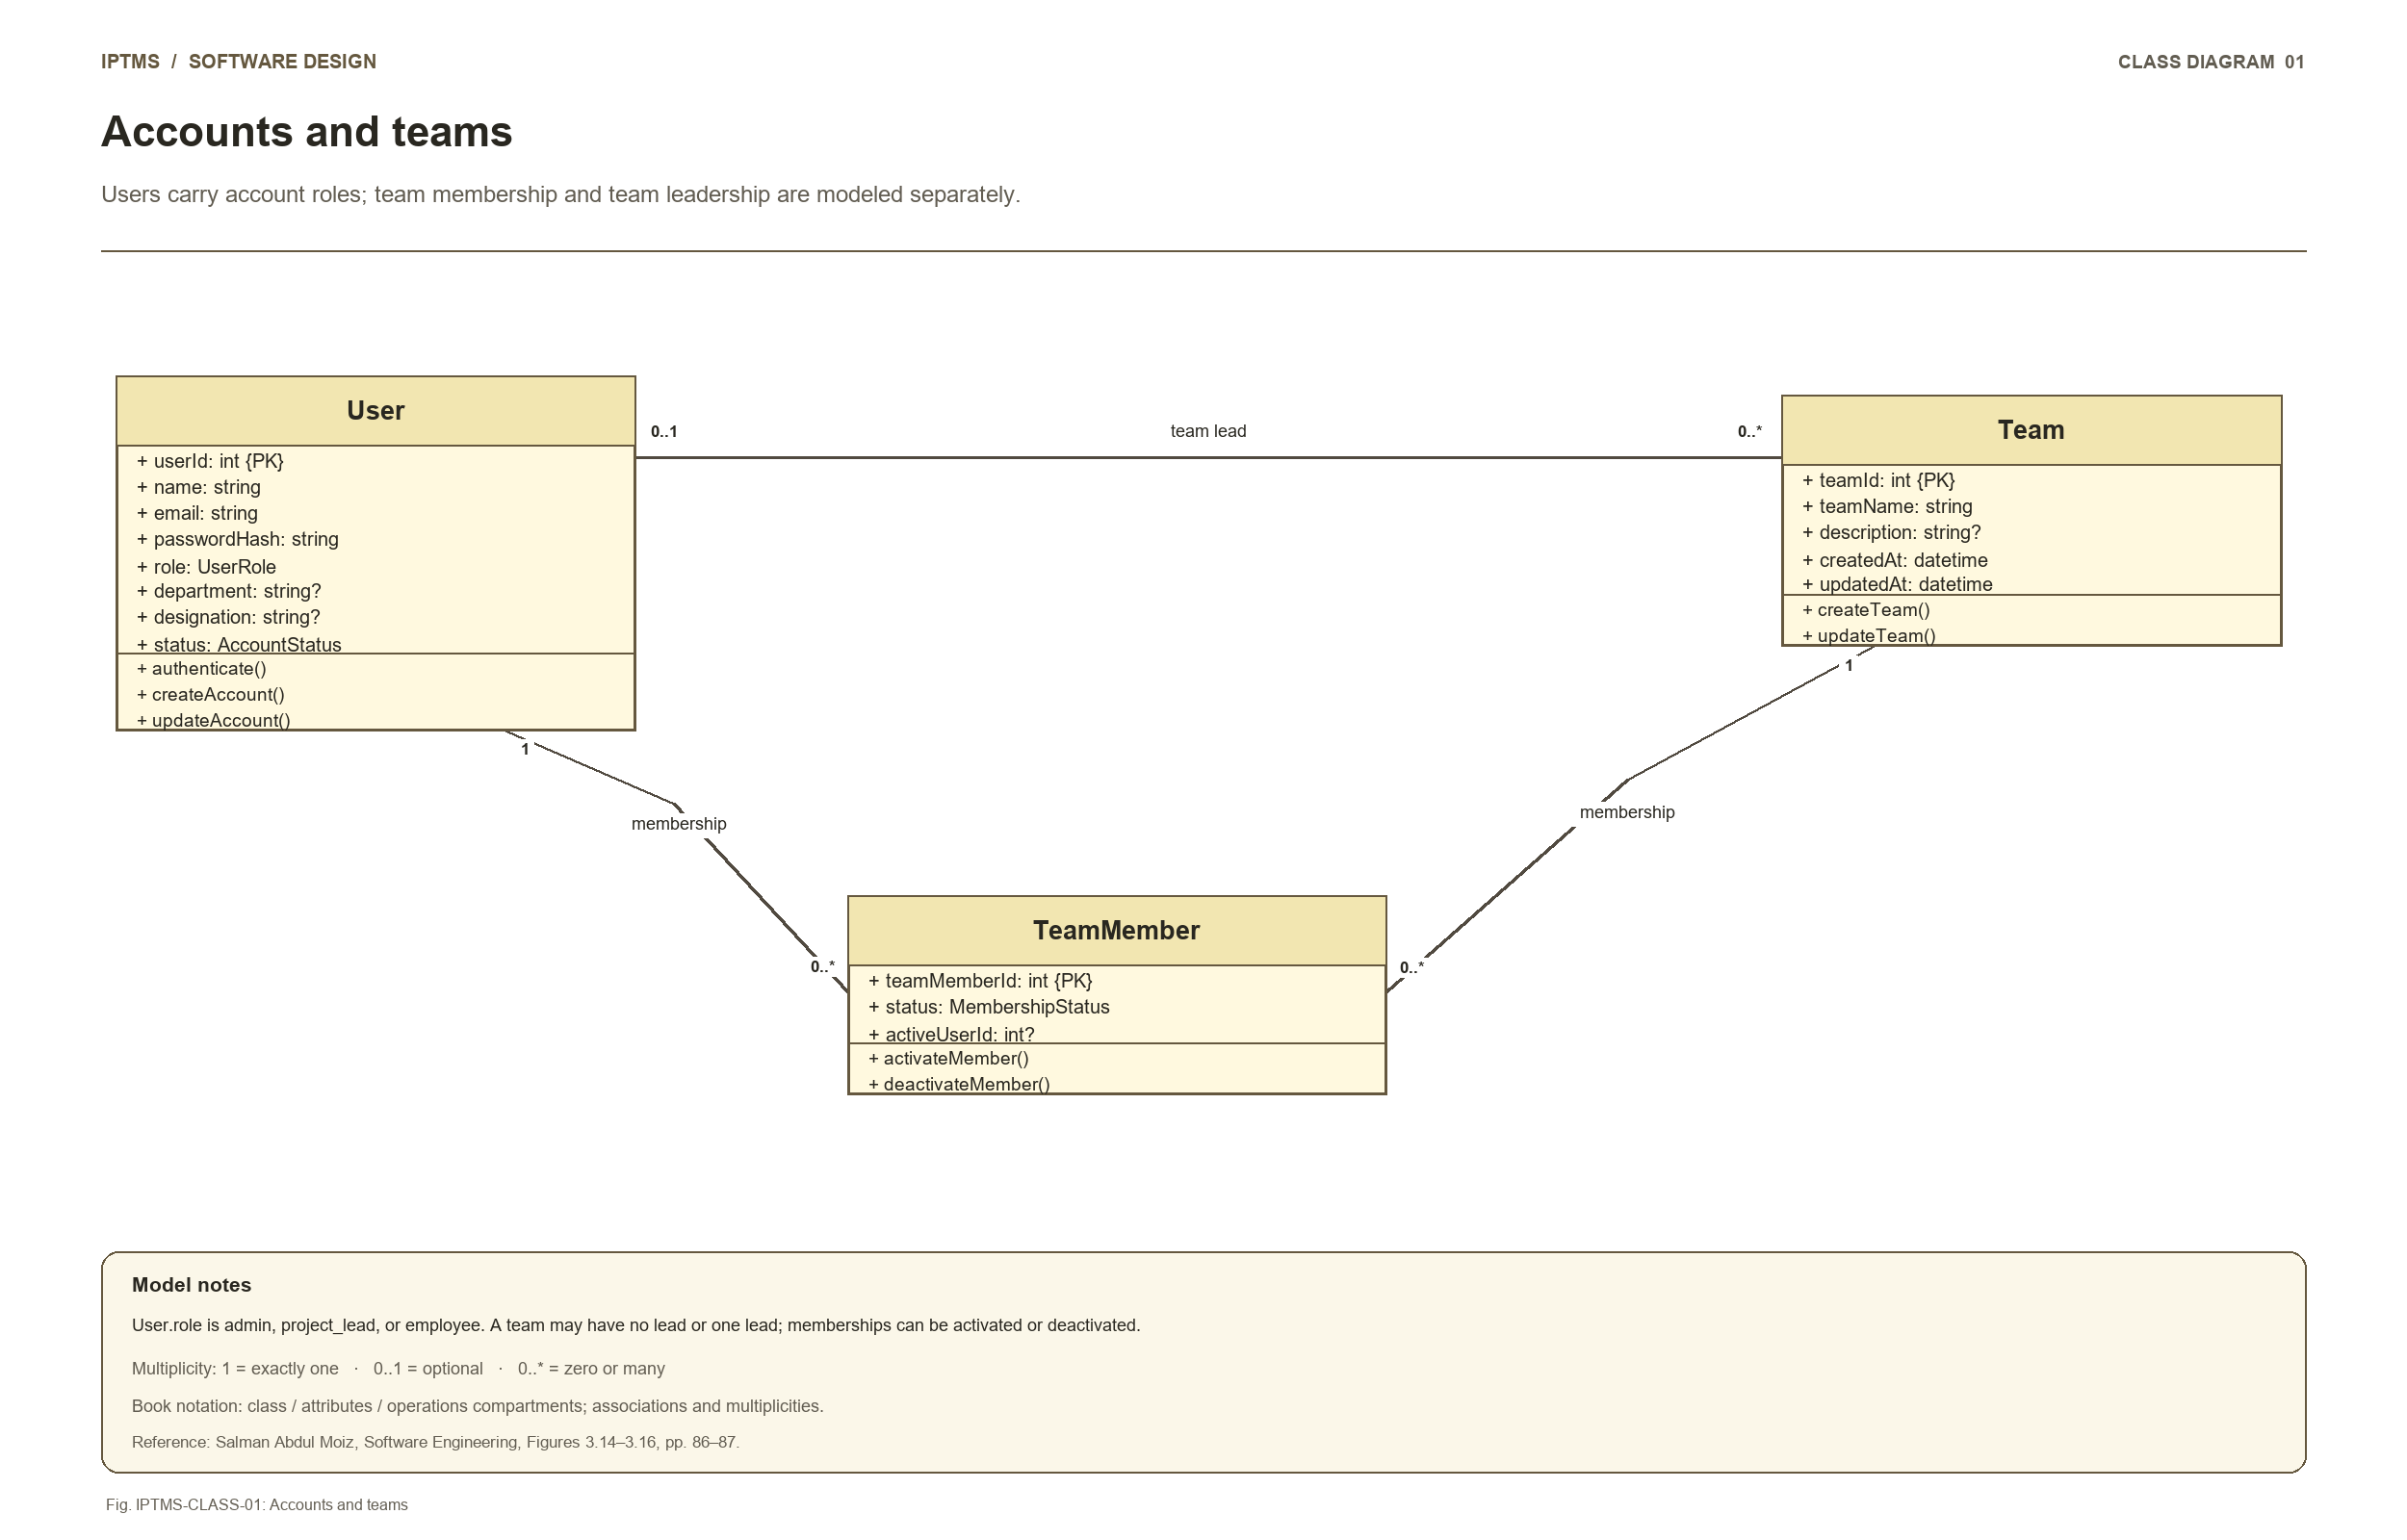 IPTMS / SOFTWARE DESIGN
CLASS DIAGRAM 01
Accounts and teams
Users carry account roles; team membership and team leadership are modeled separately.
User
+ userId: int {PK}
+ name: string
+ email: string
+ passwordHash: string
+ role: UserRole
+ department: string?
+ designation: string?
+ status: AccountStatus
+ authenticate()
+ createAccount()
+ updateAccount()
0..1
team lead
0..*
Team
+ teamId: int {PK}
+ teamName: string
+ description: string?
+ createdAt: datetime
+ updatedAt: datetime
+ createTeam()
+ updateTeam()
1
membership
0..*
1
membership
0..*
TeamMember
+ teamMemberId: int {PK}
+ status: MembershipStatus
+ activeUserId: int?
+ activateMember()
+ deactivateMember()
Model notes
User.role is admin, project_lead, or employee. A team may have no lead or one lead; memberships can be activated or deactivated.
Multiplicity: 1 = exactly one · 0..1 = optional · 0..* = zero or many
Book notation: class / attributes / operations compartments; associations and multiplicities.
Reference: Salman Abdul Moiz, Software Engineering, Figures 3.14–3.16, pp. 86–87.
Fig. IPTMS-CLASS-01: Accounts and teams